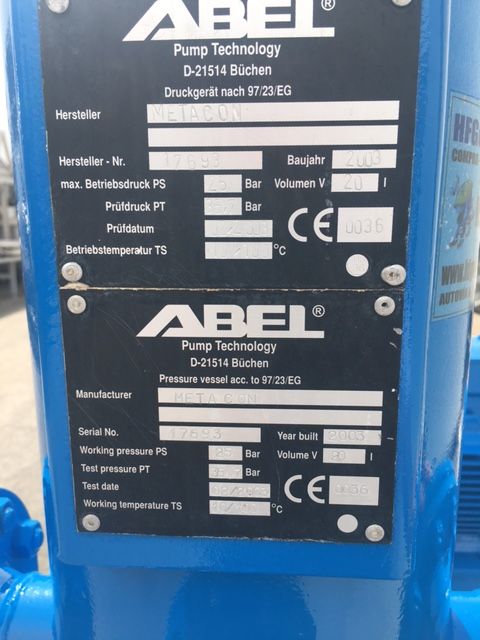 ABEL®
Pump Technology
D-21514 Büchen
Druckgerät nach 97/23/EG
Hersteller METACON
Hersteller - Nr. 17693 Baujahr 2003
max. Betriebsdruck PS 25 Bar Volumen V 20 l
Prüfdruck PT Bar
Prüfdatum CE 0036
Betriebstemperatur TS °C
ABEL®
Pump Technology
D-21514 Büchen
Pressure vessel acc. to 97/23/EG
Manufacturer METACON
Serial No. 17693 Year built 2003
Working pressure PS 25 Bar Volume V 20 l
Test pressure PT Bar
Test date CE 0036
Working temperature TS °C